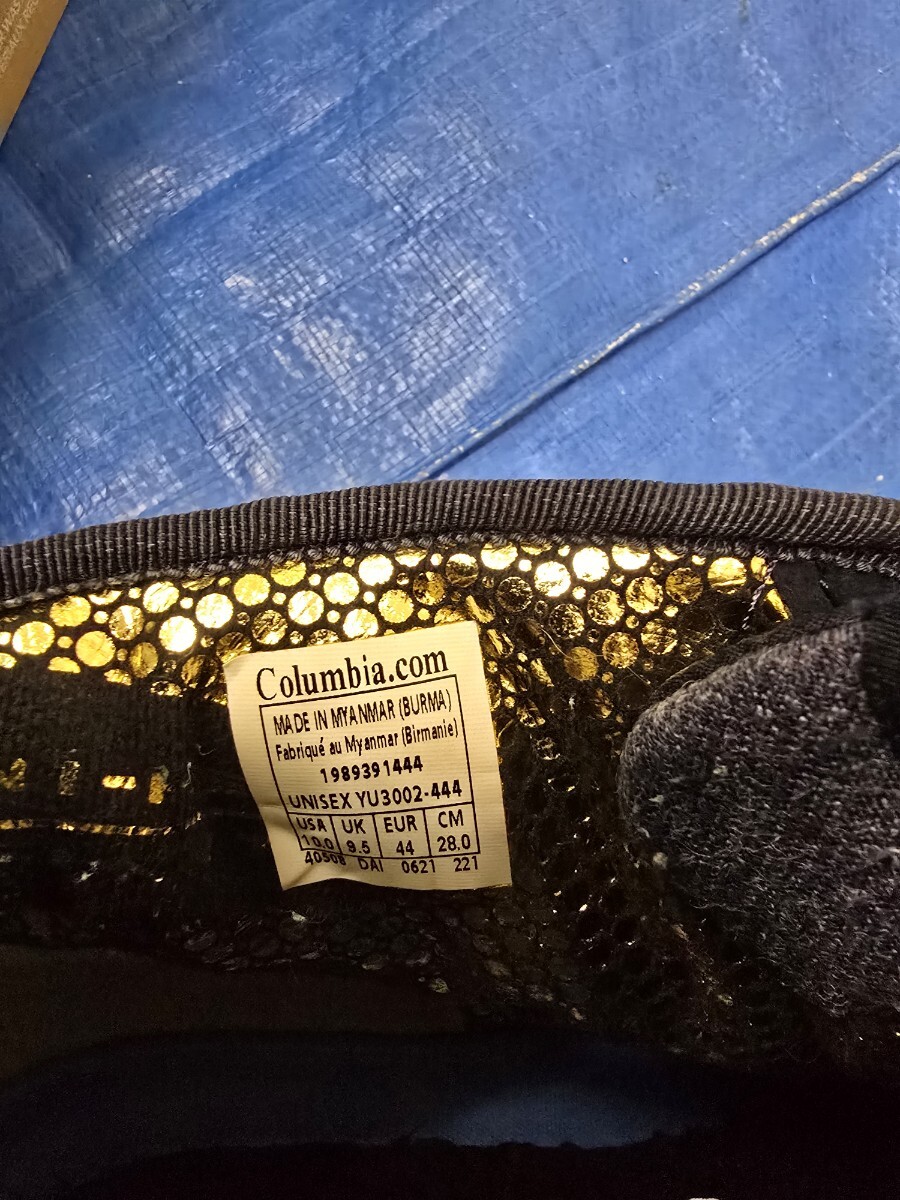 Columbia.com
MADE IN MYANMAR (BURMA)
Fabriqué au Myanmar (Birmanie)
1989391444
UNISEX YU3002-444
USA UK EUR CM
10.0 9.5 44 28.0
40508 DAI 0621 221